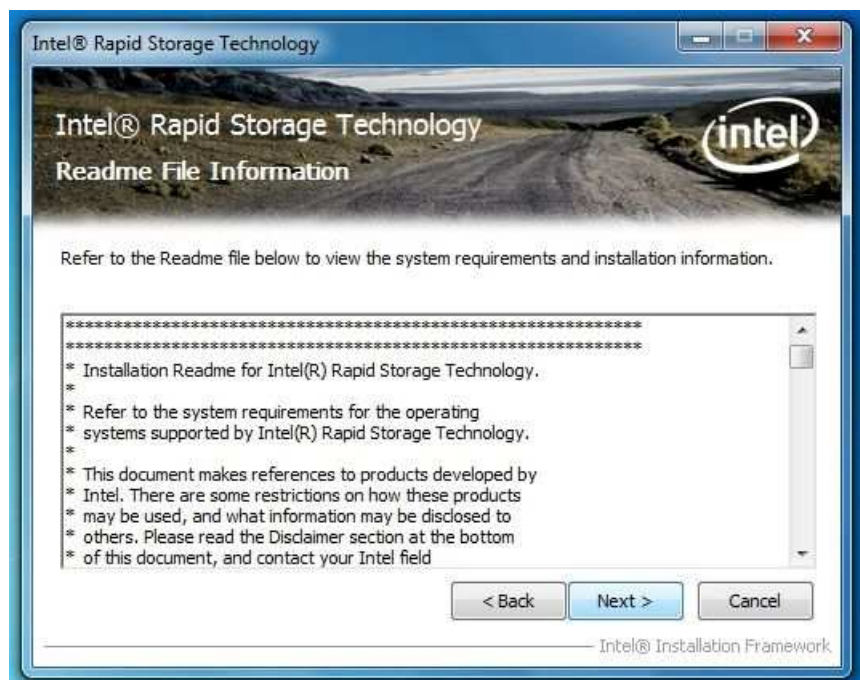 Intel® Rapid Storage Technology
Intel® Rapid Storage Technology
intel
Readme File Information
Refer to the Readme file below to view the system requirements and installation information.
************************************************************
************************************************************
* Installation Readme for Intel(R) Rapid Storage Technology.
*
* Refer to the system requirements for the operating
* systems supported by Intel(R) Rapid Storage Technology.
*
* This document makes references to products developed by
* Intel. There are some restrictions on how these products
* may be used, and what information may be disclosed to
* others. Please read the Disclaimer section at the bottom
* of this document, and contact your Intel field
< Back Next > Cancel
Intel® Installation Framework